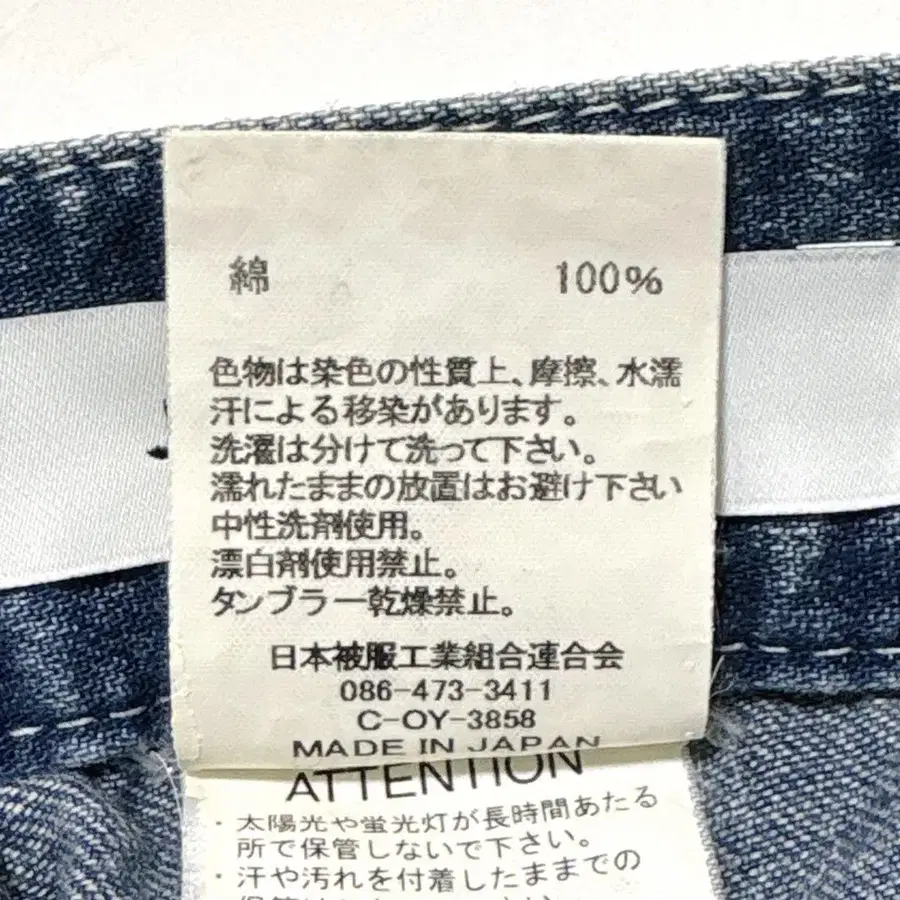 綿 100%
色物は染色の性質上、摩擦、水濡
汗による移染があります。
洗濯は分けて洗って下さい。
濡れたままの放置はお避け下さい
中性洗剤使用。
漂白剤使用禁止。
タンブラー乾燥禁止。
日本被服工業組合連合会
086-473-3411
C-OY-3858
MADE IN JAPAN
ATTENTION
・太陽光や蛍光灯が長時間あたる
所で保管しないで下さい。
・汗や汚れを付着したままでの